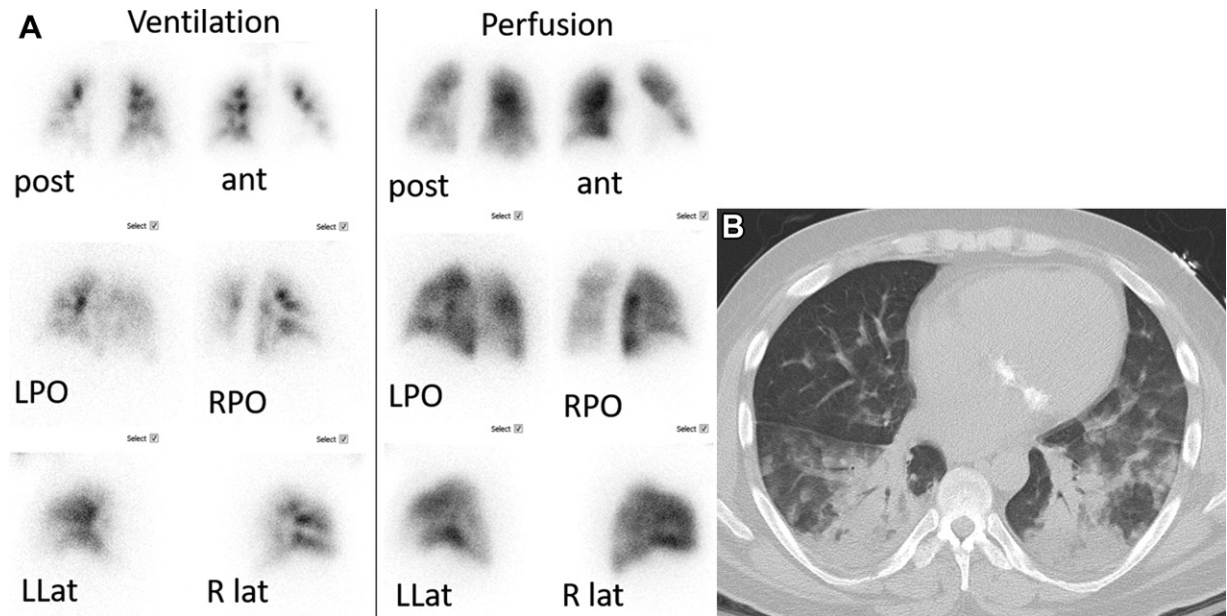 A
Ventilation
Perfusion
post
ant
post
ant
Select
Select
Select
Select
LPO
RPO
LPO
RPO
Select
Select
Select
Select
LLat
R lat
LLat
R lat
B